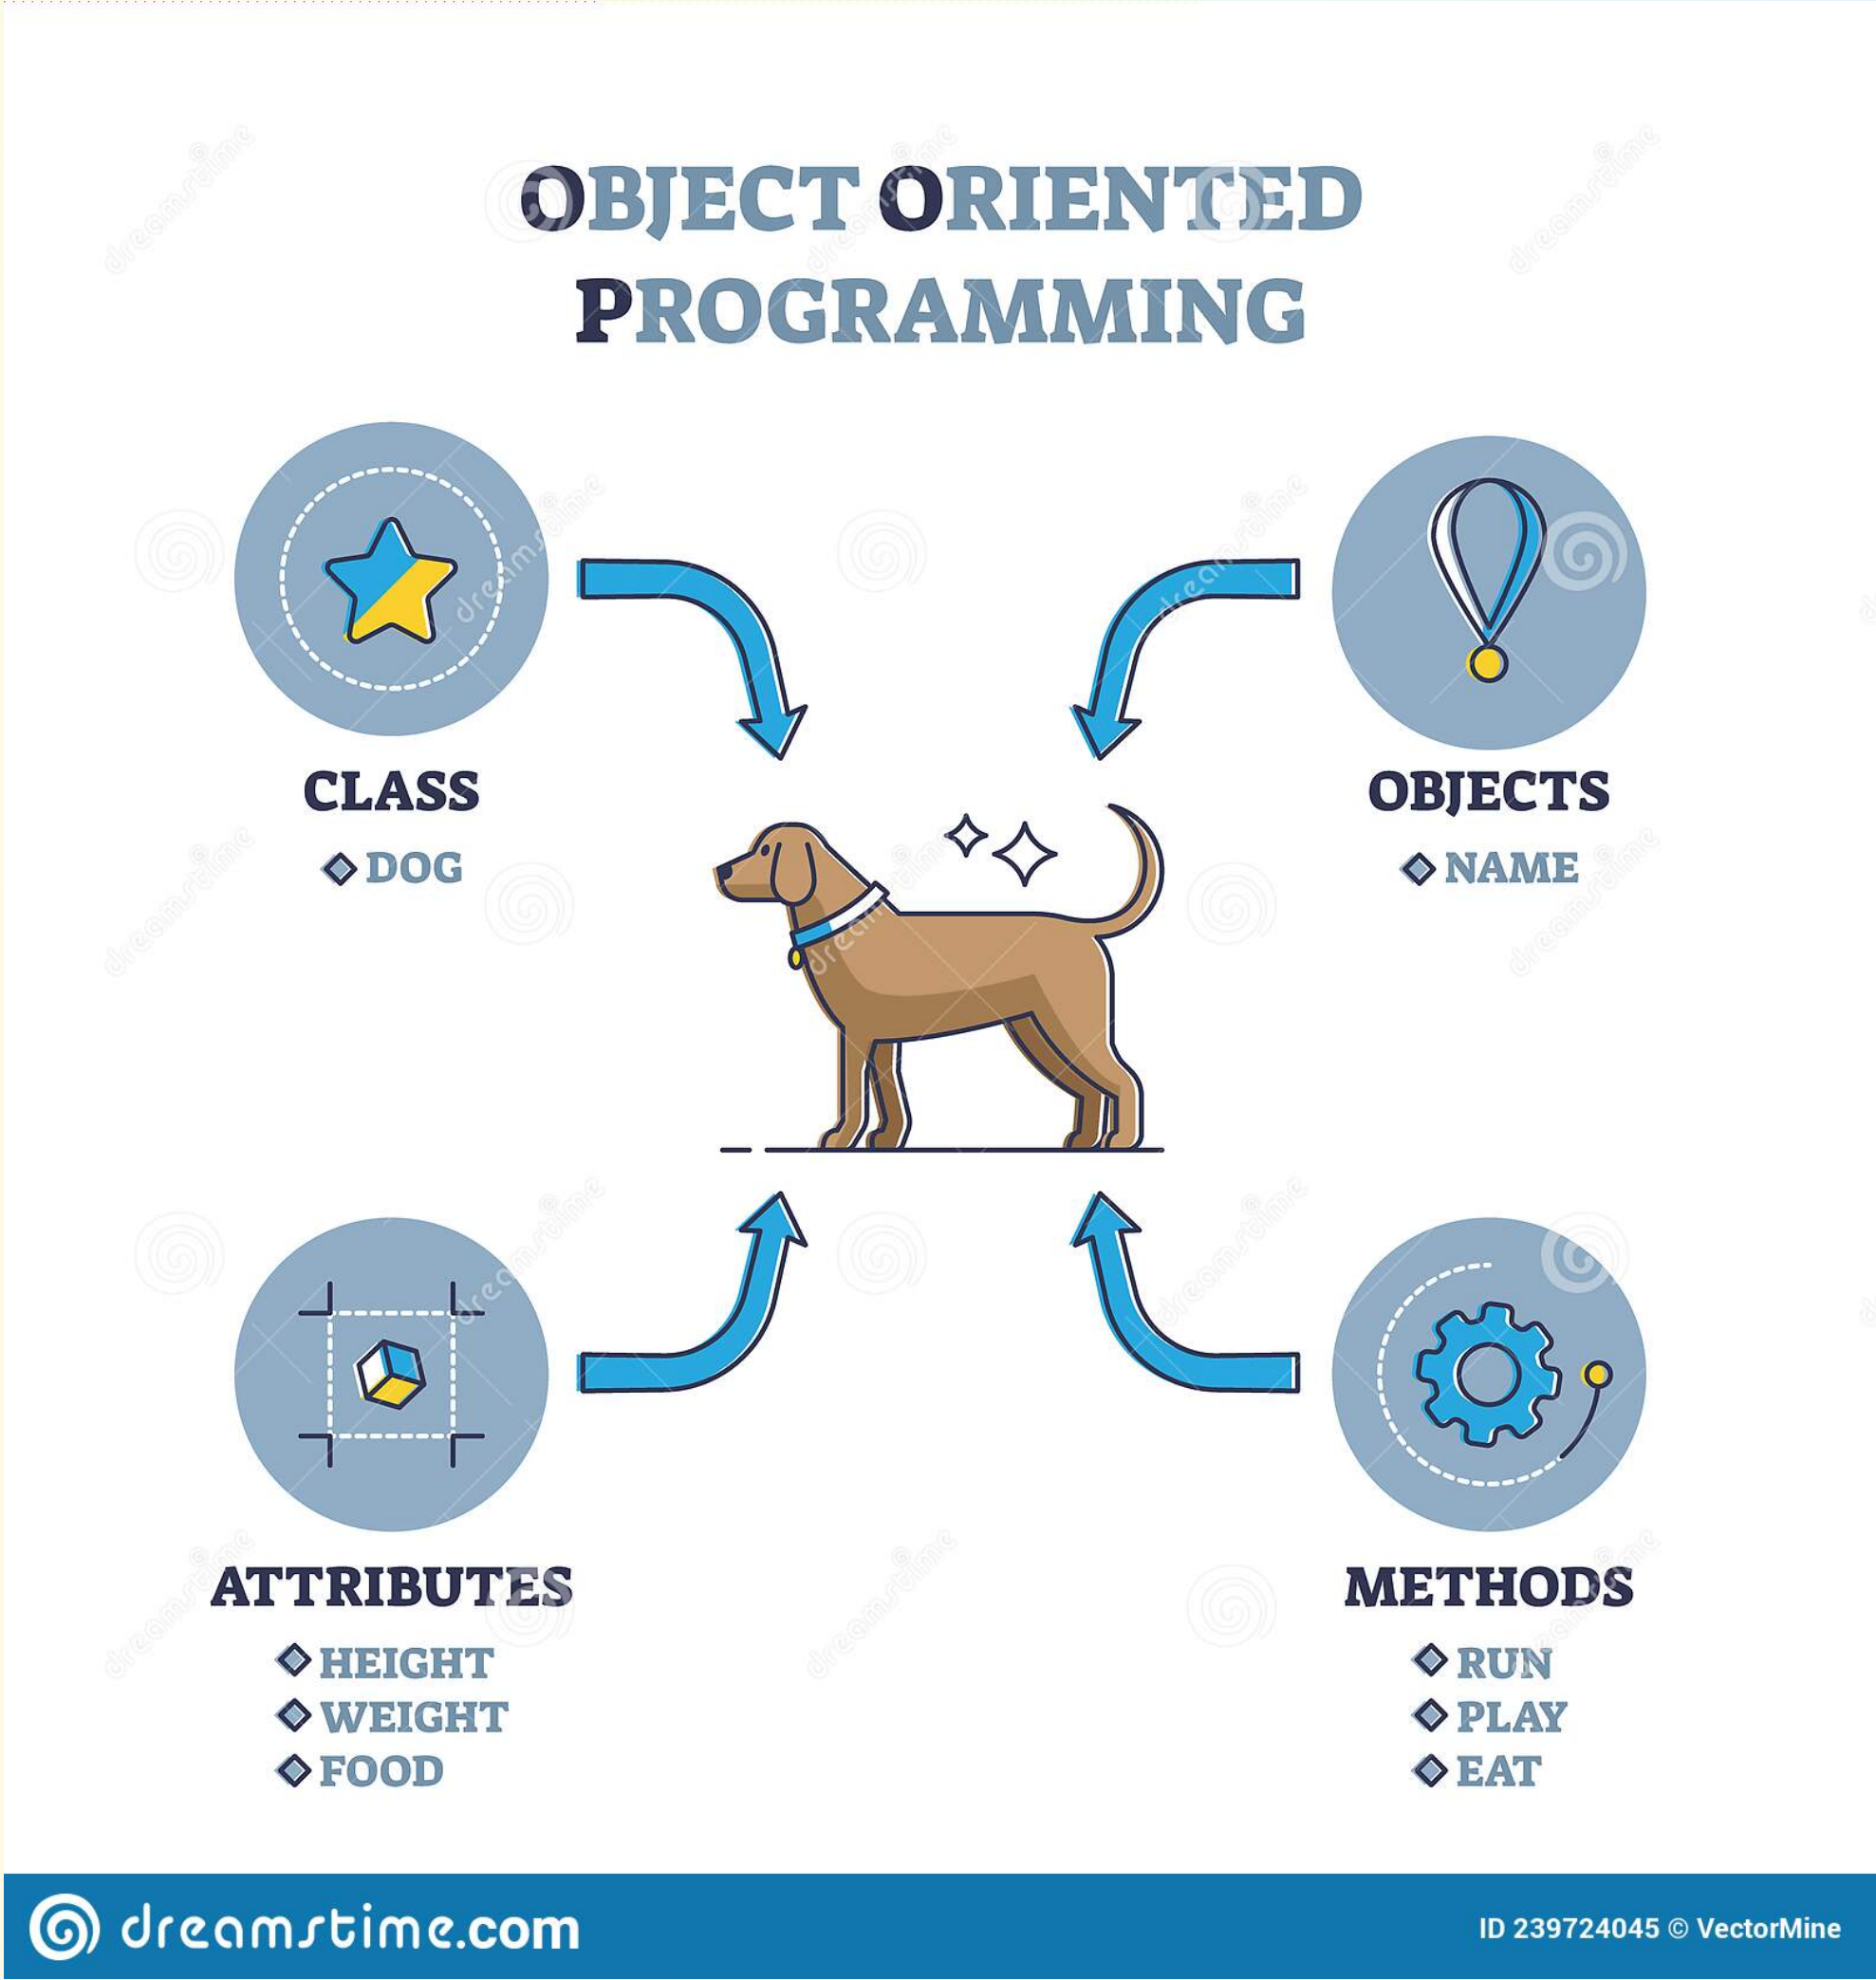 OBJECT ORIENTED
PROGRAMMING
CLASS
DOG
OBJECTS
NAME
ATTRIBUTES
HEIGHT
WEIGHT
FOOD
METHODS
RUN
PLAY
EAT
dreamstime.com
ID 239724045 © VectorMine